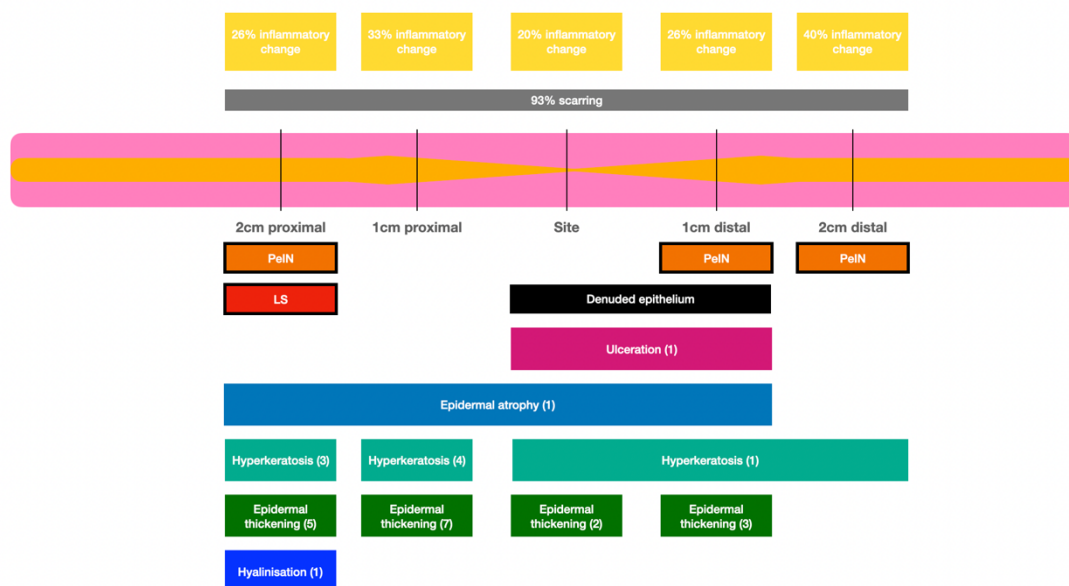 26% inflammatory
change
33% inflammatory
change
20% inflammatory
change
26% inflammatory
change
40% inflammatory
change
93% scarring
2cm proximal
1cm proximal
Site
1cm distal
2cm distal
PeIN
PeIN
PeIN
LS
Denuded epithelium
Ulceration (1)
Epidermal atrophy (1)
Hyperkeratosis (3)
Hyperkeratosis (4)
Hyperkeratosis (1)
Epidermal
thickening (5)
Epidermal
thickening (7)
Epidermal
thickening (2)
Epidermal
thickening (3)
Hyalinisation (1)